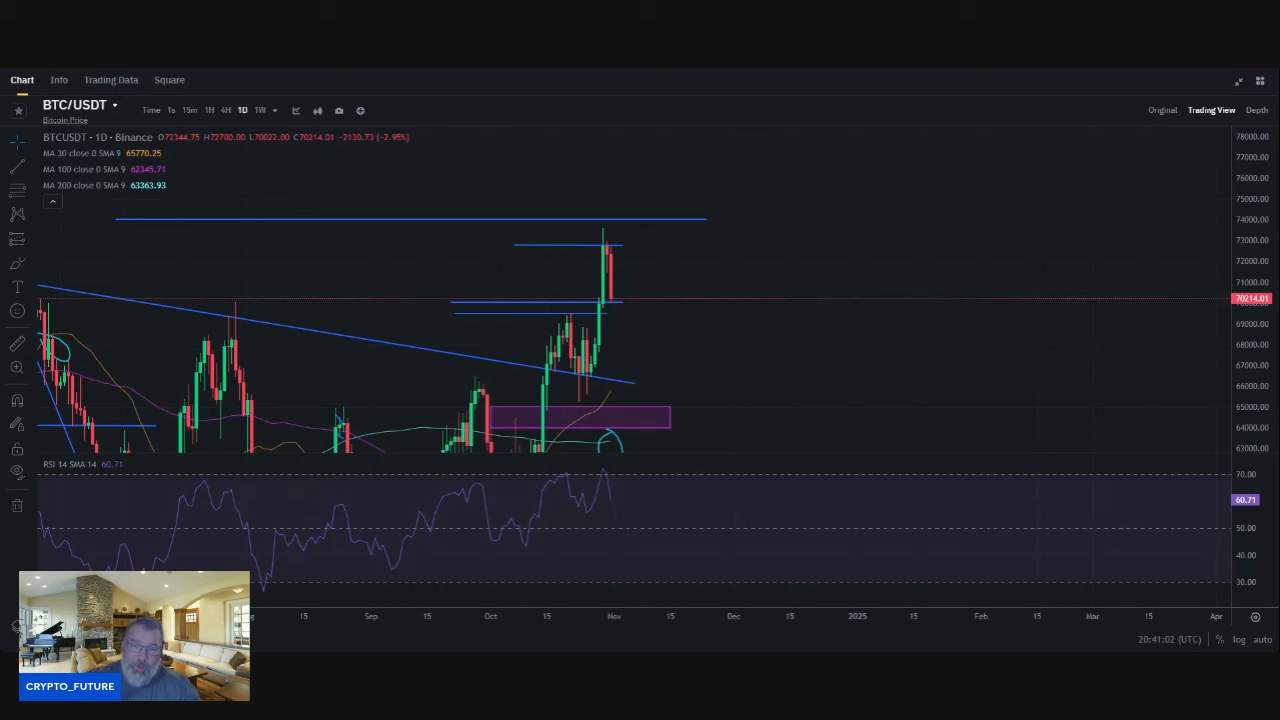 Chart Info Trading Data Square
BTC/USDT
Bitcoin Price
Time 1s 15m 1H 4H 1D 1W
Original Trading View Depth
BTCUSDT - 1D - Binance O72344.75 H72700.00 L70022.00 C70214.01 -2130.73 (-2.95%)
MA 30 close 0 SMA 9 65770.25
MA 100 close 0 SMA 9 62345.71
MA 200 close 0 SMA 9 63363.93
78000.00
77000.00
76000.00
75000.00
74000.00
73000.00
72000.00
71000.00
70214.01
69000.00
68000.00
67000.00
66000.00
65000.00
64000.00
63000.00
RSI 14 SMA 14 60.71
70.00
60.71
50.00
40.00
30.00
15 Sep 15 Oct 15 Nov 15 Dec 15 2025 15 Feb 15 Mar 15 Apr
20:41:02 (UTC) % log auto
CRYPTO_FUTURE